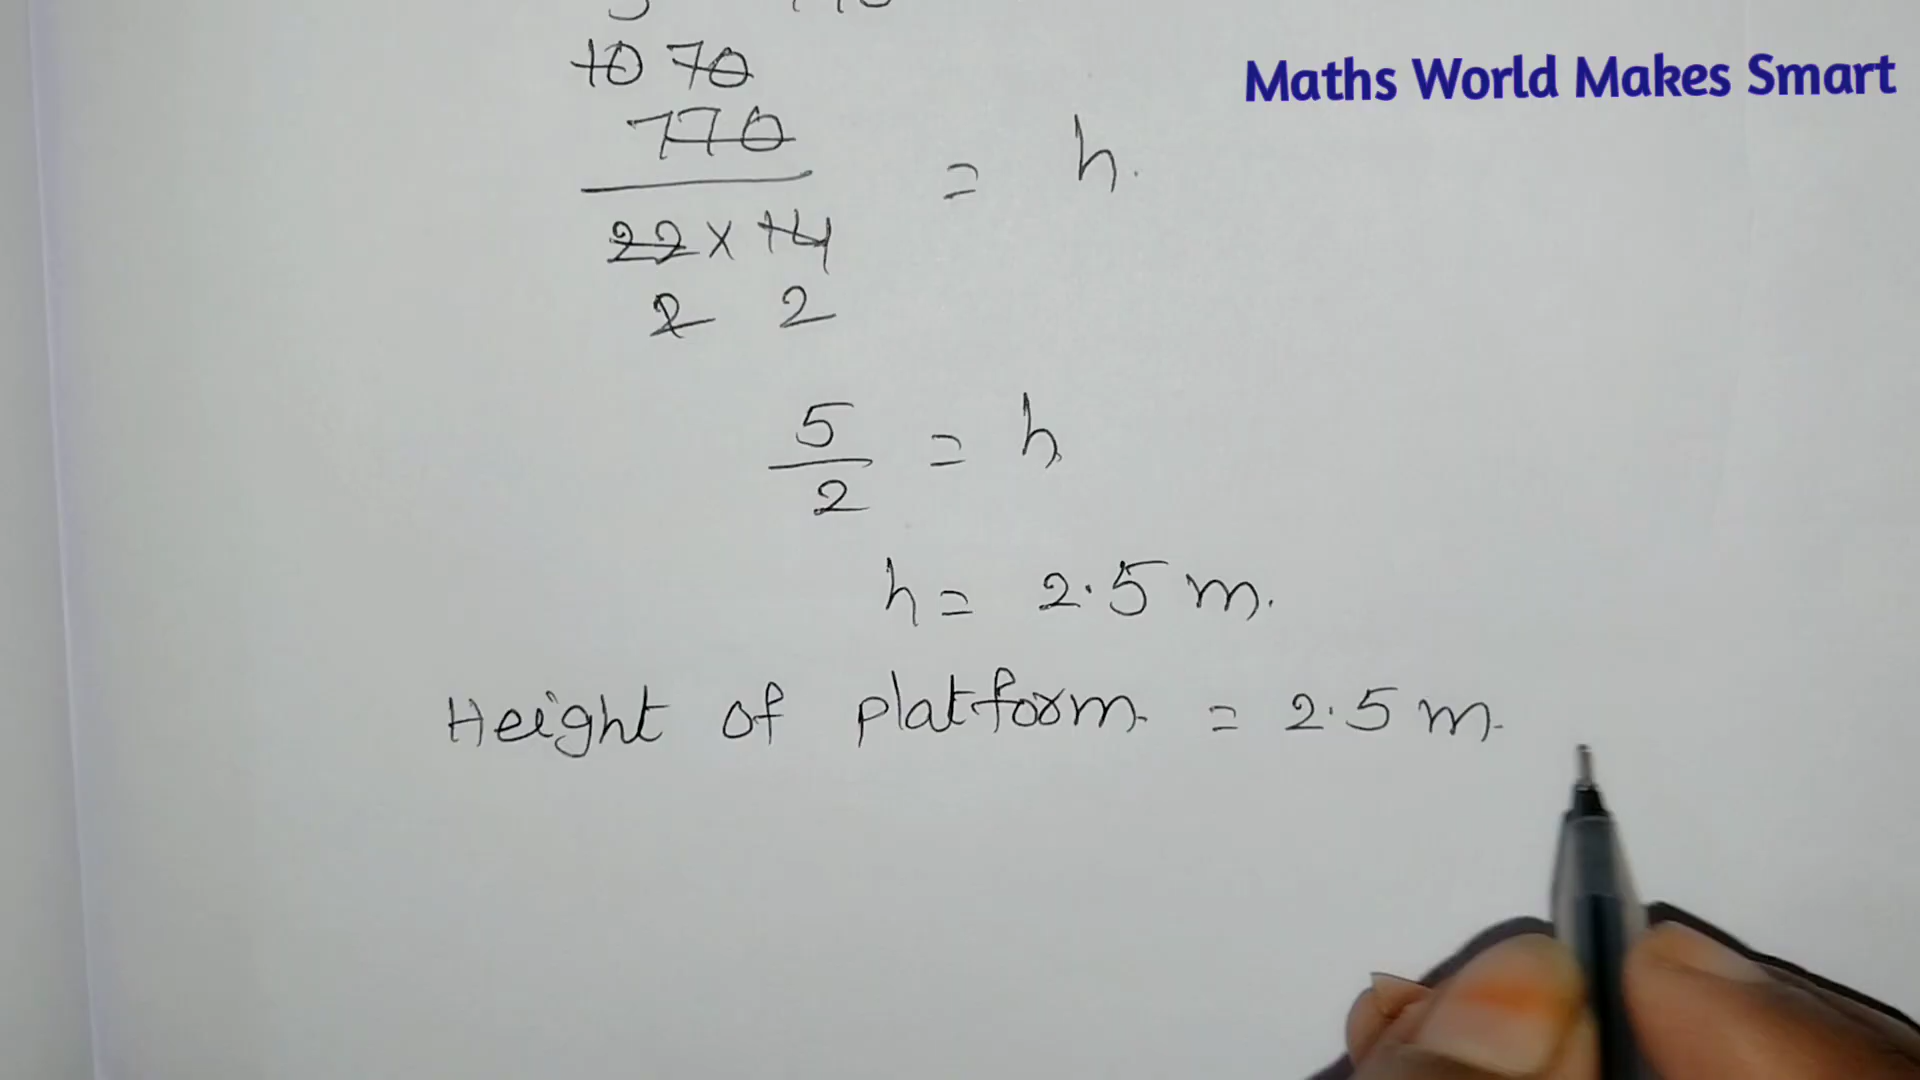 Maths World Makes Smart
10 70
770
= h.
22 x 14
2 2
5
= h
2
h = 2.5 m.
Height of platform = 2.5 m.